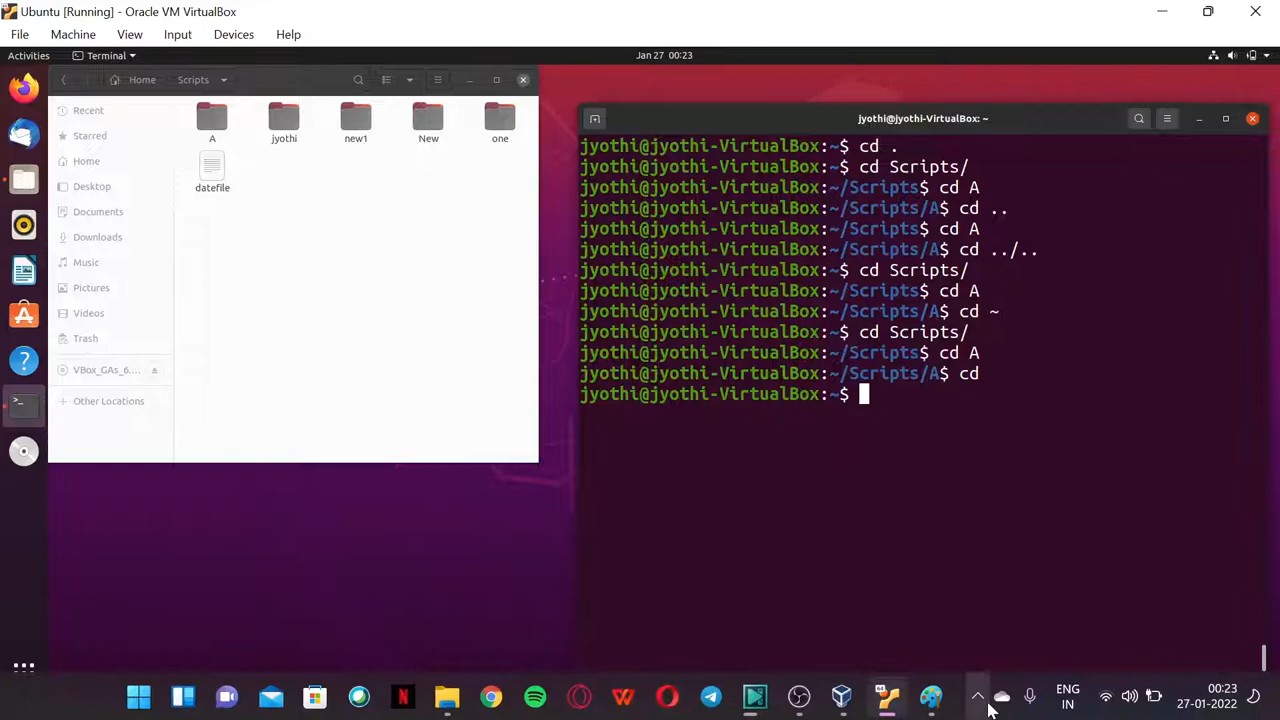 Ubuntu [Running] - Oracle VM VirtualBox
File Machine View Input Devices Help
Activities Terminal Jan 27 00:23
Home Scripts
Recent
Starred
Home
Desktop
Documents
Downloads
Music
Pictures
Videos
Trash
VBox_GAs_6....
Other Locations
A jyothi new1 New one
datefile
jyothi@jyothi-VirtualBox: ~
jyothi@jyothi-VirtualBox:~$ cd .
jyothi@jyothi-VirtualBox:~$ cd Scripts/
jyothi@jyothi-VirtualBox:~/Scripts$ cd A
jyothi@jyothi-VirtualBox:~/Scripts/A$ cd ..
jyothi@jyothi-VirtualBox:~/Scripts$ cd A
jyothi@jyothi-VirtualBox:~/Scripts/A$ cd ../..
jyothi@jyothi-VirtualBox:~$ cd Scripts/
jyothi@jyothi-VirtualBox:~/Scripts$ cd A
jyothi@jyothi-VirtualBox:~/Scripts/A$ cd ~
jyothi@jyothi-VirtualBox:~$ cd Scripts/
jyothi@jyothi-VirtualBox:~/Scripts$ cd A
jyothi@jyothi-VirtualBox:~/Scripts/A$ cd
jyothi@jyothi-VirtualBox:~$
ENG
IN
00:23
27-01-2022